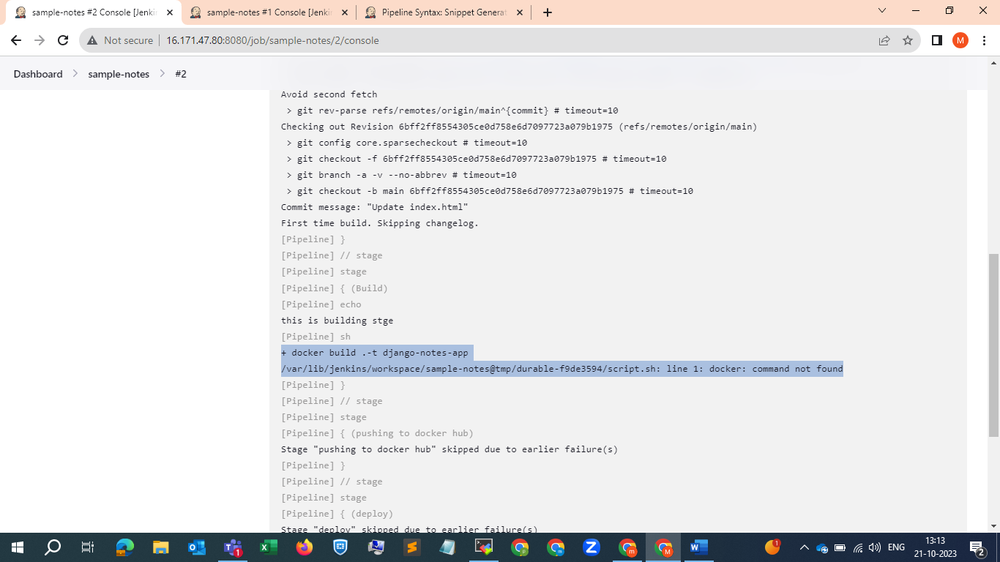 sample-notes #2 Console [Jenki
sample-notes #1 Console [Jenki
Pipeline Syntax: Snippet Generat
Not secure
16.171.47.80:8080/job/sample-notes/2/console
M
Dashboard > sample-notes > #2
Avoid second fetch
> git rev-parse refs/remotes/origin/main^{commit} # timeout=10
Checking out Revision 6bff2ff8554305ce0d758e6d7097723a079b1975 (refs/remotes/origin/main)
> git config core.sparsecheckout # timeout=10
> git checkout -f 6bff2ff8554305ce0d758e6d7097723a079b1975 # timeout=10
> git branch -a -v --no-abbrev # timeout=10
> git checkout -b main 6bff2ff8554305ce0d758e6d7097723a079b1975 # timeout=10
Commit message: "Update index.html"
First time build. Skipping changelog.
[Pipeline] }
[Pipeline] // stage
[Pipeline] stage
[Pipeline] { (Build)
[Pipeline] echo
this is building stge
[Pipeline] sh
+ docker build .-t django-notes-app
/var/lib/jenkins/workspace/sample-notes@tmp/durable-f9de3594/script.sh: line 1: docker: command not found
[Pipeline] }
[Pipeline] // stage
[Pipeline] stage
[Pipeline] { (pushing to docker hub)
Stage "pushing to docker hub" skipped due to earlier failure(s)
[Pipeline] }
[Pipeline] // stage
[Pipeline] stage
[Pipeline] { (deploy)
Stage "deploy" skipped due to earlier failure(s)
ENG
13:13
21-10-2023
2